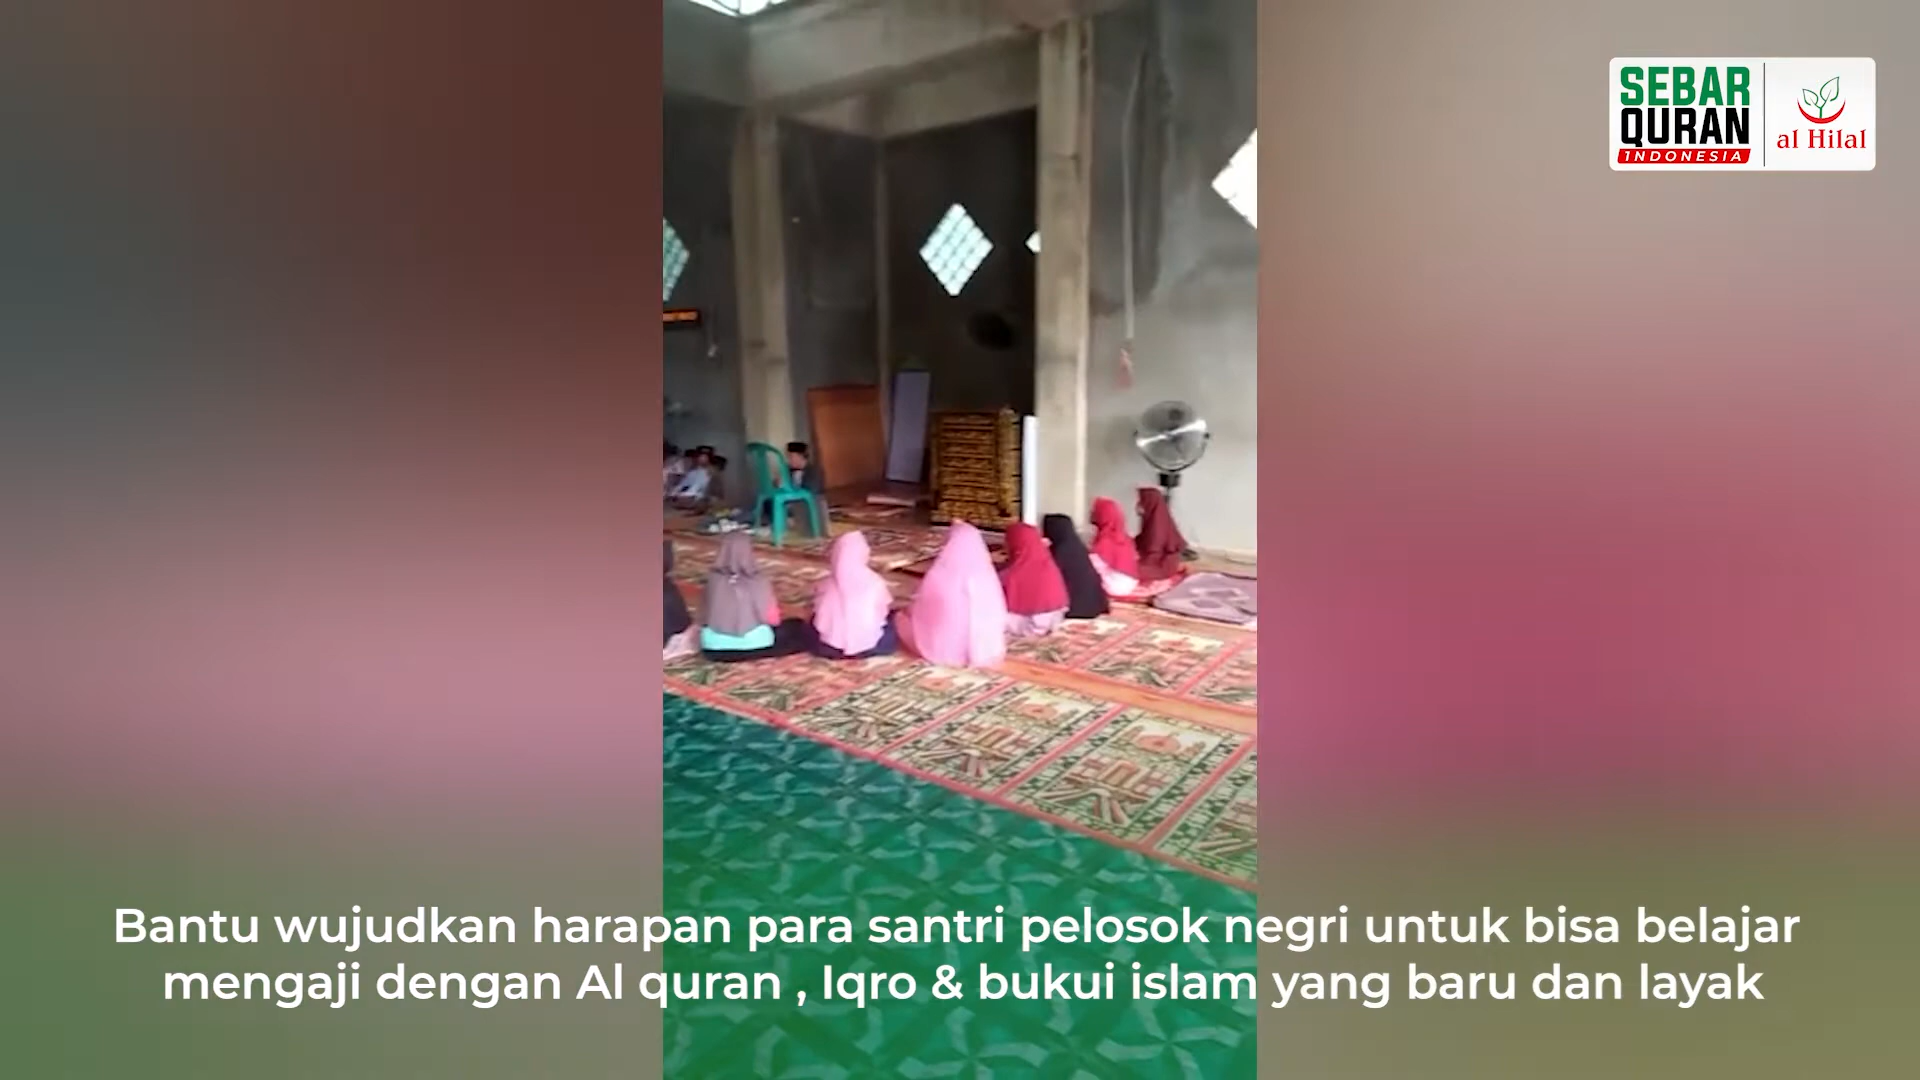 SEBAR
QURAN
INDONESIA
al Hilal
Bantu wujudkan harapan para santri pelosok negri untuk bisa belajar
mengaji dengan Al quran , Iqro & bukui islam yang baru dan layak